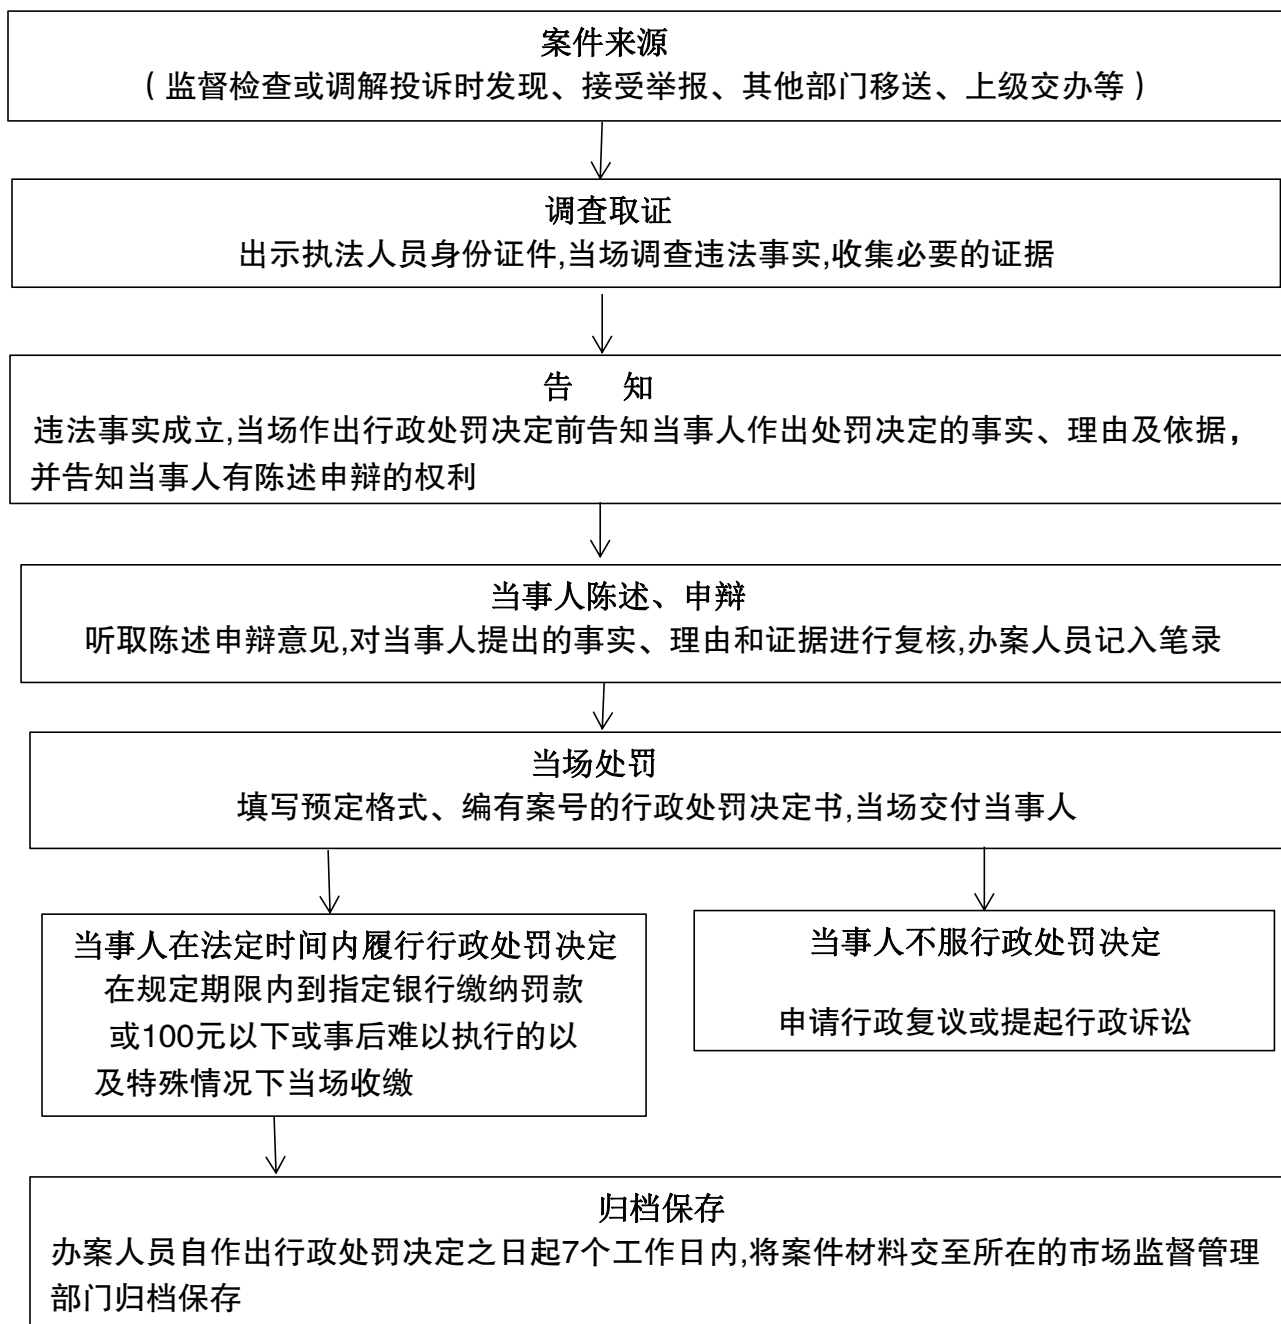 案件来源
（监督检查或调解投诉时发现、接受举报、其他部门移送、上级交办等）
调查取证
出示执法人员身份证件,当场调查违法事实,收集必要的证据
告 知
违法事实成立,当场作出行政处罚决定前告知当事人作出处罚决定的事实、理由及依据，
并告知当事人有陈述申辩的权利
当事人陈述、申辩
听取陈述申辩意见,对当事人提出的事实、理由和证据进行复核,办案人员记入笔录
当场处罚
填写预定格式、编有案号的行政处罚决定书,当场交付当事人
当事人在法定时间内履行行政处罚决定
在规定期限内到指定银行缴纳罚款
或100元以下或事后难以执行的以
及特殊情况下当场收缴
当事人不服行政处罚决定
申请行政复议或提起行政诉讼
归档保存
办案人员自作出行政处罚决定之日起7个工作日内,将案件材料交至所在的市场监督管理
部门归档保存